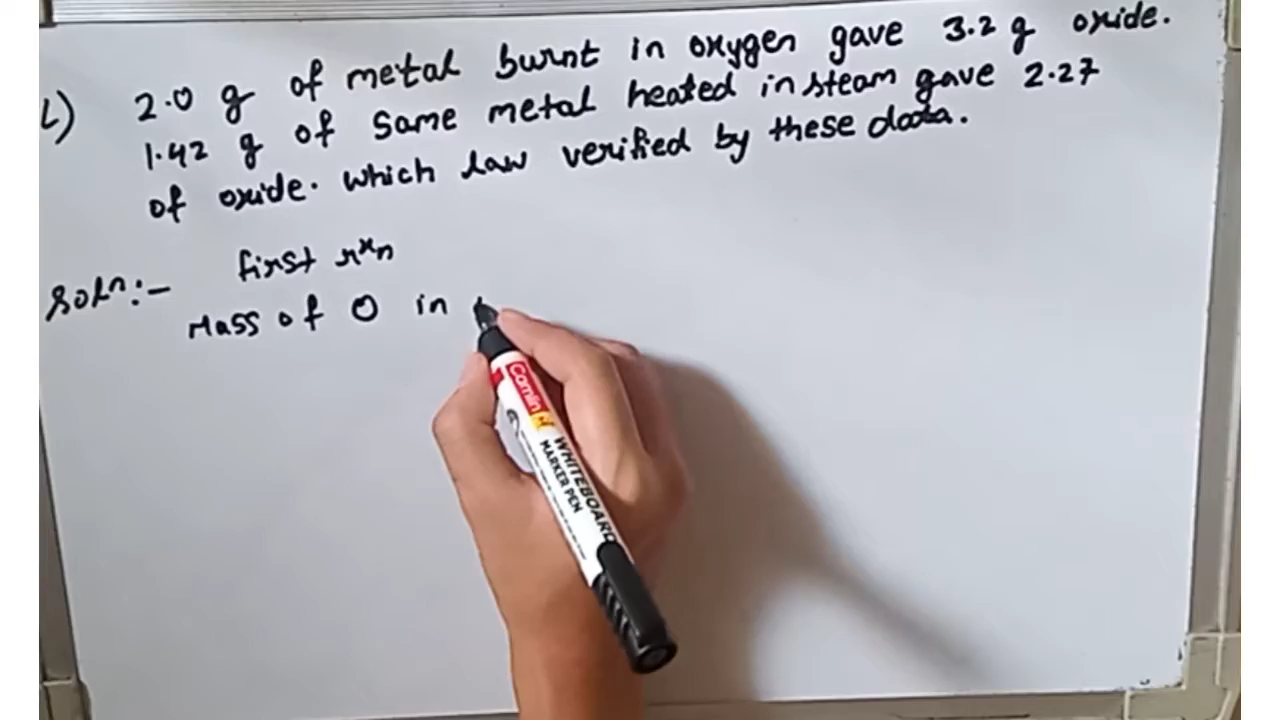 L) 2.0 g of metal burnt in oxygen gave 3.2 g oxide.
1.42 g of same metal heated in steam gave 2.27
of oxide. which law verified by these data.
Soln:- first rxn
Mass of O in
Camlin
WHITEBOARD
MARKER PEN